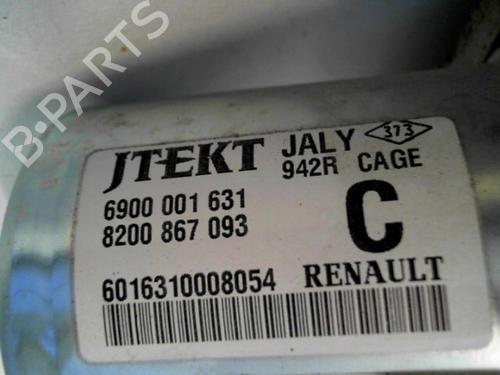 B-PARTS
JTEKT JALY 373
942R CAGE
6900 001 631
8200 867 093
C
6016310008054 RENAULT